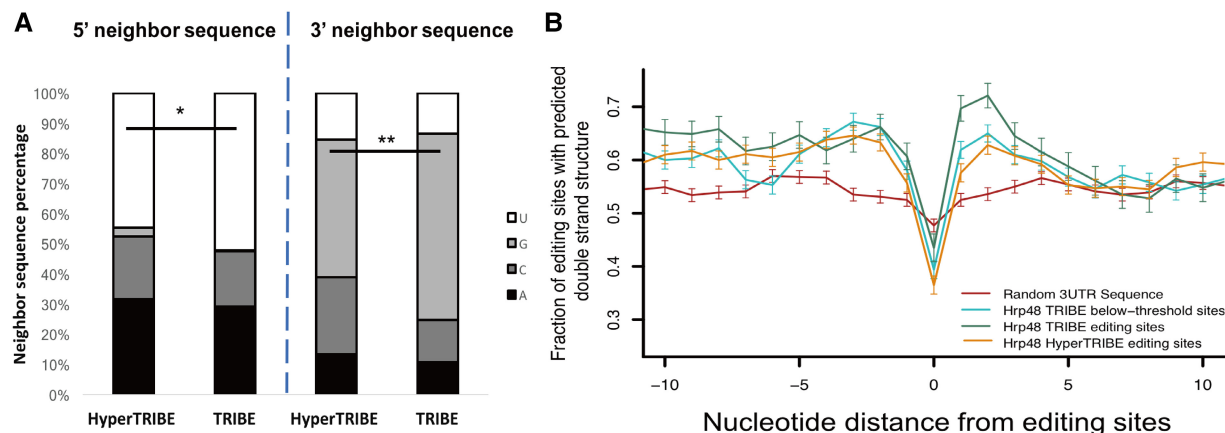 A
5’ neighbor sequence
3’ neighbor sequence
Neighbor sequence percentage
100%
90%
80%
70%
60%
50%
40%
30%
20%
10%
0%
*
**
U
G
C
A
HyperTRIBE
TRIBE
HyperTRIBE
TRIBE
B
Fraction of editing sites with predicted
double strand structure
0.7
0.6
0.5
0.4
0.3
Random 3UTR Sequence
Hrp48 TRIBE below−threshold sites
Hrp48 TRIBE editing sites
Hrp48 HyperTRIBE editing sites
−10
−5
0
5
10
Nucleotide distance from editing sites